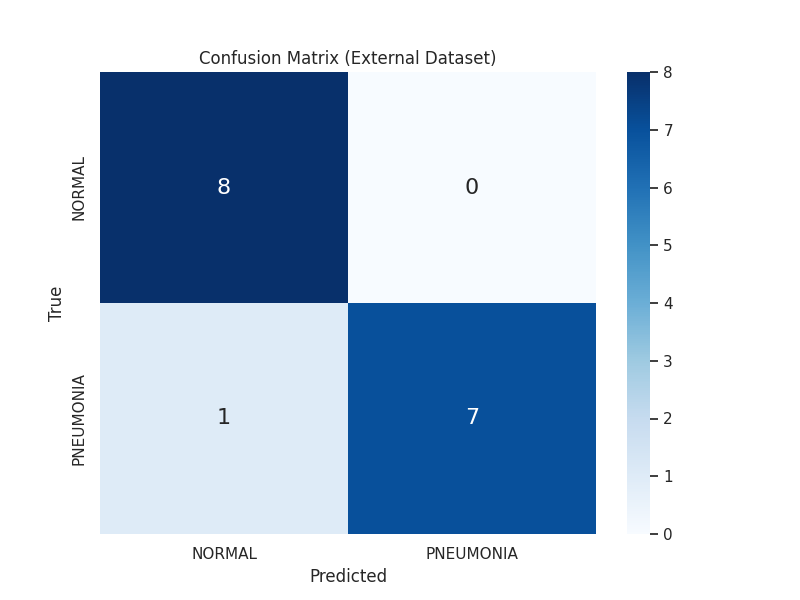 Confusion Matrix (External Dataset)
True
NORMAL
PNEUMONIA
8
0
1
7
NORMAL
PNEUMONIA
Predicted
8
7
6
5
4
3
2
1
0